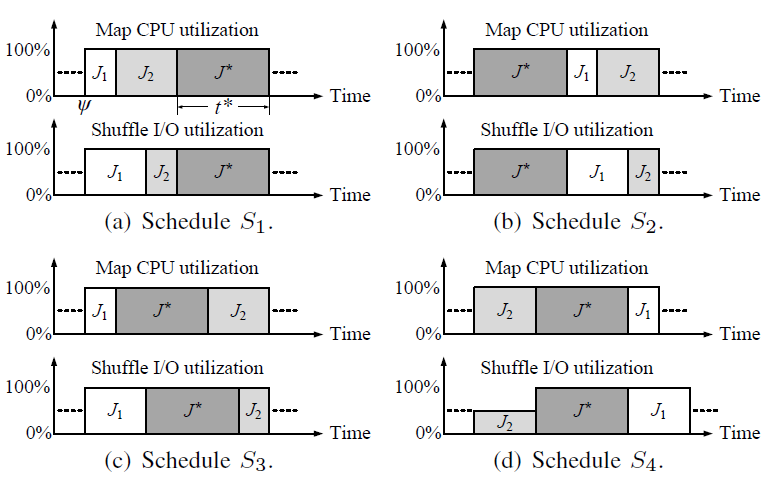 Map CPU utilization
100%
J₁ J₂ J*
0%
ψ t* Time
Shuffle I/O utilization
100%
J₁ J₂ J*
0%
Time
(a) Schedule S₁.
Map CPU utilization
100%
J* J₁ J₂
0%
Time
Shuffle I/O utilization
100%
J* J₁ J₂
0%
Time
(b) Schedule S₂.
Map CPU utilization
100%
J₁ J* J₂
0%
Time
Shuffle I/O utilization
100%
J₁ J* J₂
0%
Time
(c) Schedule S₃.
Map CPU utilization
100%
J₂ J* J₁
0%
Time
Shuffle I/O utilization
100%
J₂ J* J₁
0%
Time
(d) Schedule S₄.